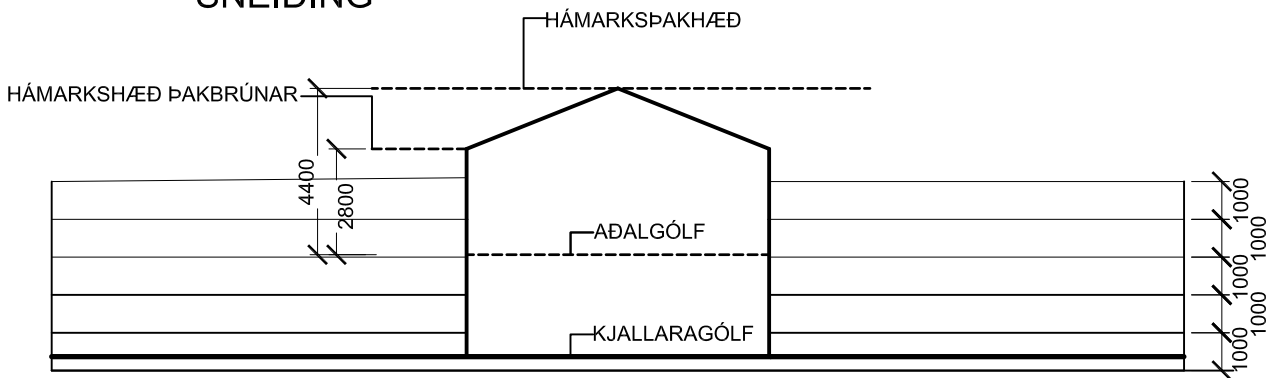 SNEIÐING
HÁMARKSÞAKHÆÐ
HÁMARKSHÆÐ ÞAKBRÚNAR
4400
2800
AÐALGÓLF
KJALLARAGÓLF
1000
1000
1000
1000
1000